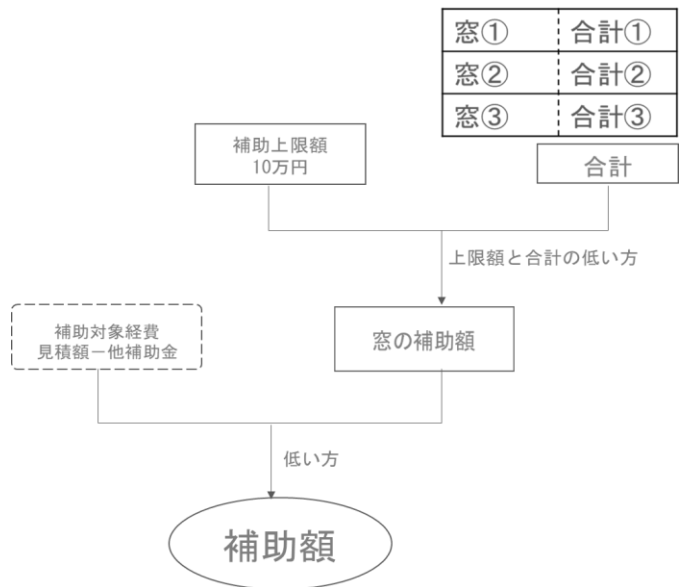 窓① 合計①
窓② 合計②
窓③ 合計③
補助上限額
10万円
合計
上限額と合計の低い方
補助対象経費
見積額－他補助金
窓の補助額
低い方
補助額